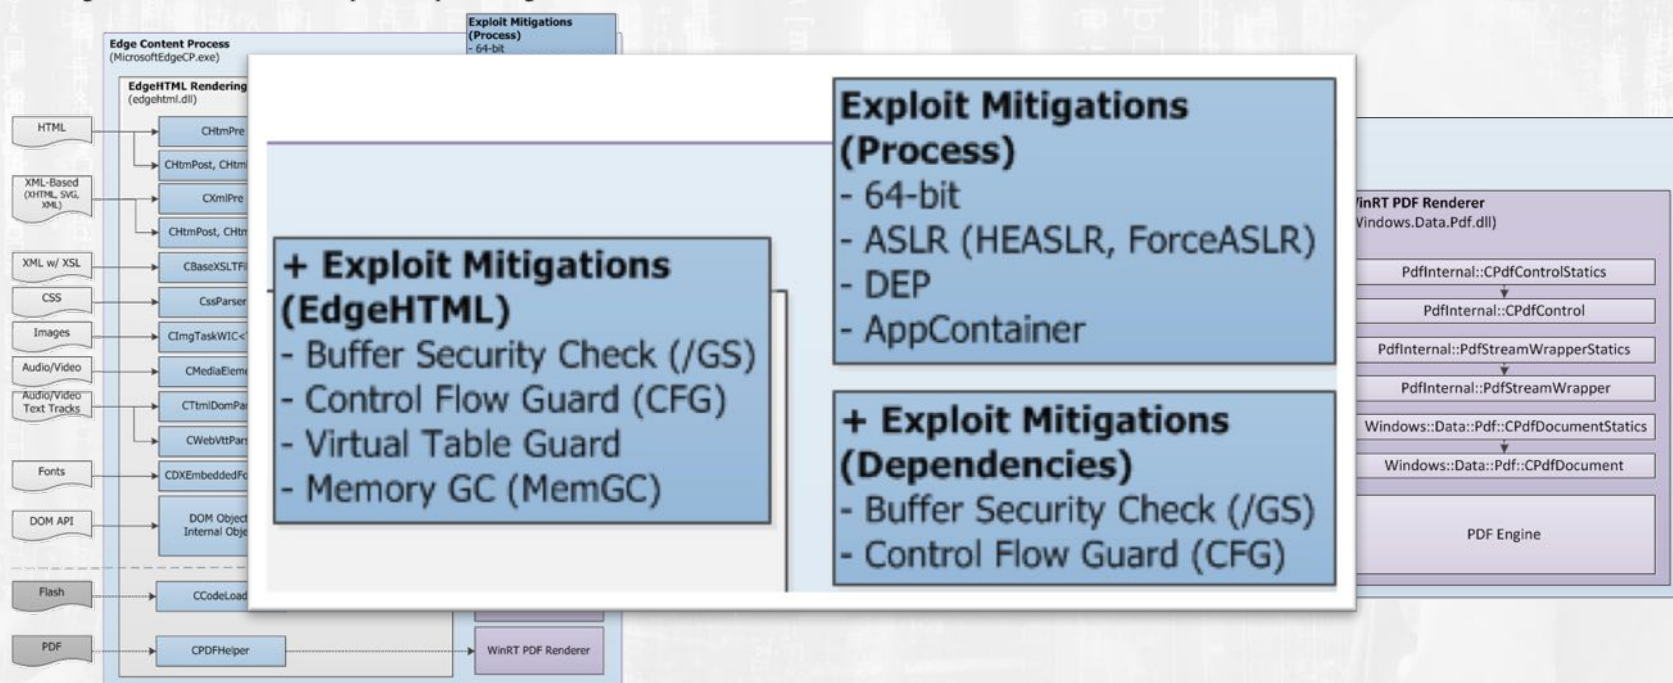 Exploit Mitigations
(Process)
- 64-bit
Edge Content Process
(MicrosoftEdgeCP.exe)
EdgeHTML Rendering
(edgehtml.dll)
HTML
CHtmPre
CHtmPost, CHtm
XML-Based
(XHTML, SVG,
XML)
CXmlPre
CHtmPost, CHtm
XML w/ XSL
CBaseXSLTFi
CSS
CssParser
Images
CImgTaskWIC<
Audio/Video
CMediaEleme
Audio/Video
Text Tracks
CTtmlDomPar
CWebVttPars
Fonts
CDXEmbeddedFo
DOM API
DOM Object
Internal Obje
Flash
CCodeLoad
PDF
CPDFHelper
WinRT PDF Renderer
+ Exploit Mitigations
(EdgeHTML)
- Buffer Security Check (/GS)
- Control Flow Guard (CFG)
- Virtual Table Guard
- Memory GC (MemGC)
Exploit Mitigations
(Process)
- 64-bit
- ASLR (HEASLR, ForceASLR)
- DEP
- AppContainer
+ Exploit Mitigations
(Dependencies)
- Buffer Security Check (/GS)
- Control Flow Guard (CFG)
inRT PDF Renderer
Windows.Data.Pdf.dll)
PdfInternal::CPdfControlStatics
PdfInternal::CPdfControl
PdfInternal::PdfStreamWrapperStatics
PdfInternal::PdfStreamWrapper
Windows::Data::Pdf::CPdfDocumentStatics
Windows::Data::Pdf::CPdfDocument
PDF Engine